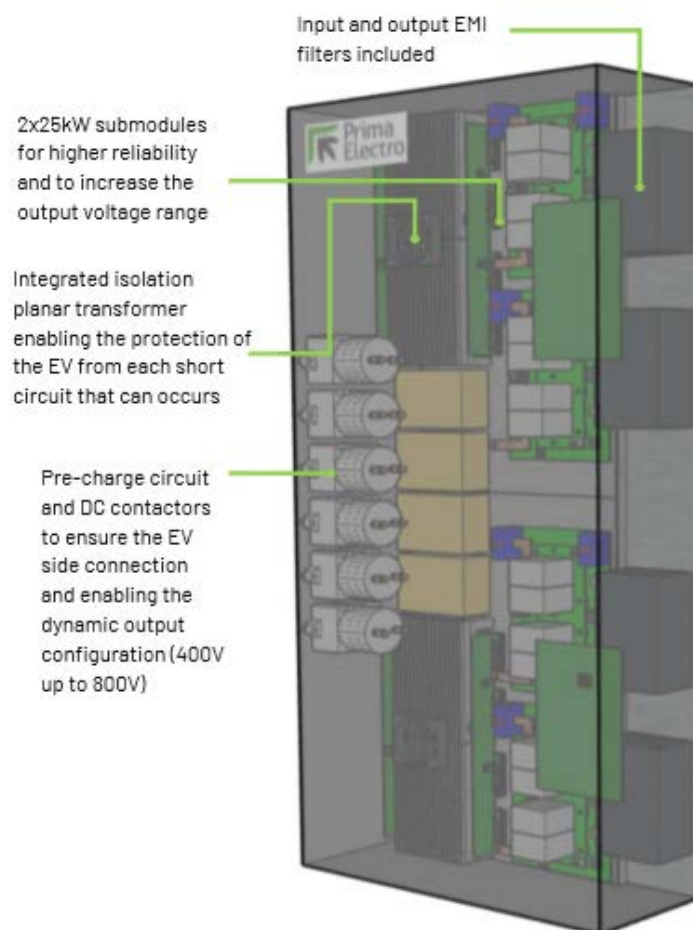 Input and output EMI
filters included
2x25kW submodules
for higher reliability
and to increase the
output voltage range
Prima
Electro
Integrated isolation
planar transformer
enabling the protection of
the EV from each short
circuit that can occurs
Pre-charge circuit
and DC contactors
to ensure the EV
side connection
and enabling the
dynamic output
configuration (400V
up to 800V)